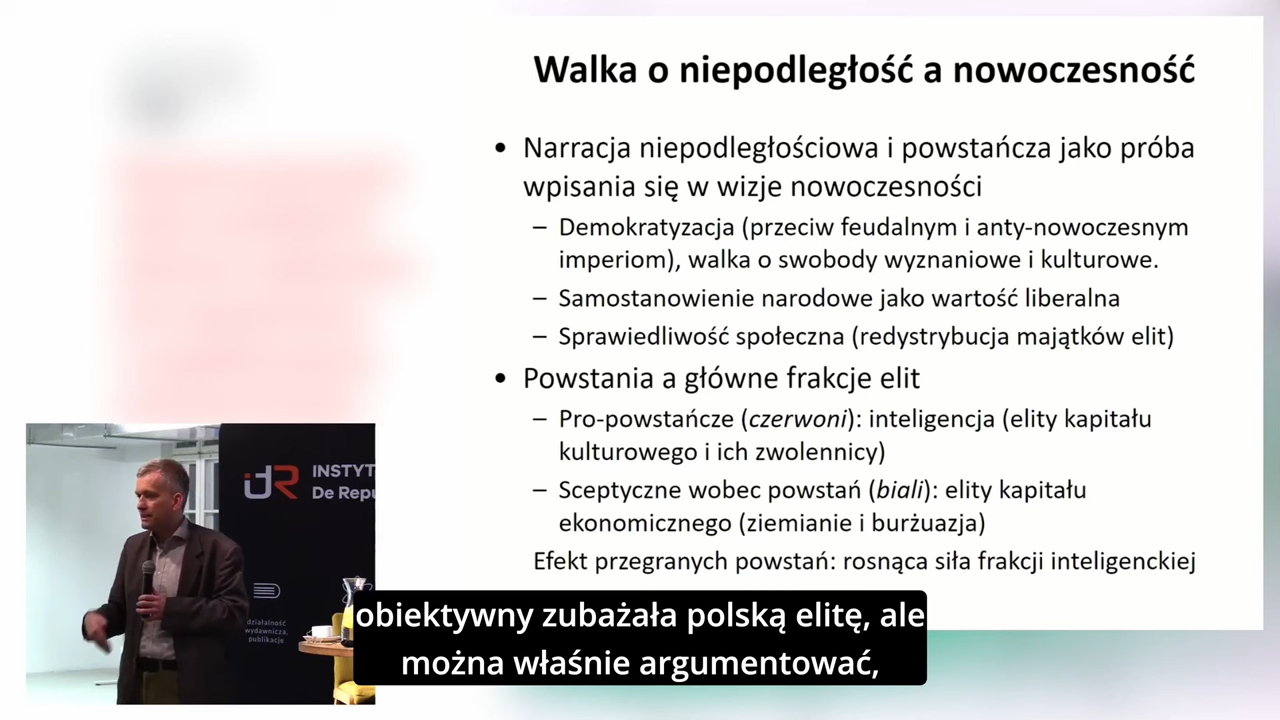 Walka o niepodległość a nowoczesność
• Narracja niepodległościowa i powstańcza jako próba
wpisania się w wizje nowoczesności
– Demokratyzacja (przeciw feudalnym i anty-nowoczesnym
imperiom), walka o swobody wyznaniowe i kulturowe.
– Samostanowienie narodowe jako wartość liberalna
– Sprawiedliwość społeczna (redystrybucja majątków elit)
• Powstania a główne frakcje elit
– Pro-powstańcze (czerwoni): inteligencja (elity kapitału
kulturowego i ich zwolennicy)
– Sceptyczne wobec powstań (biali): elity kapitału
ekonomicznego (ziemianie i burżuazja)
Efekt przegranych powstań: rosnąca siła frakcji inteligenckiej
idR
INSTYT
De Repu
działalność
wydawnicza,
publikacje
obiektywny zubażała polską elitę, ale
można właśnie argumentować,